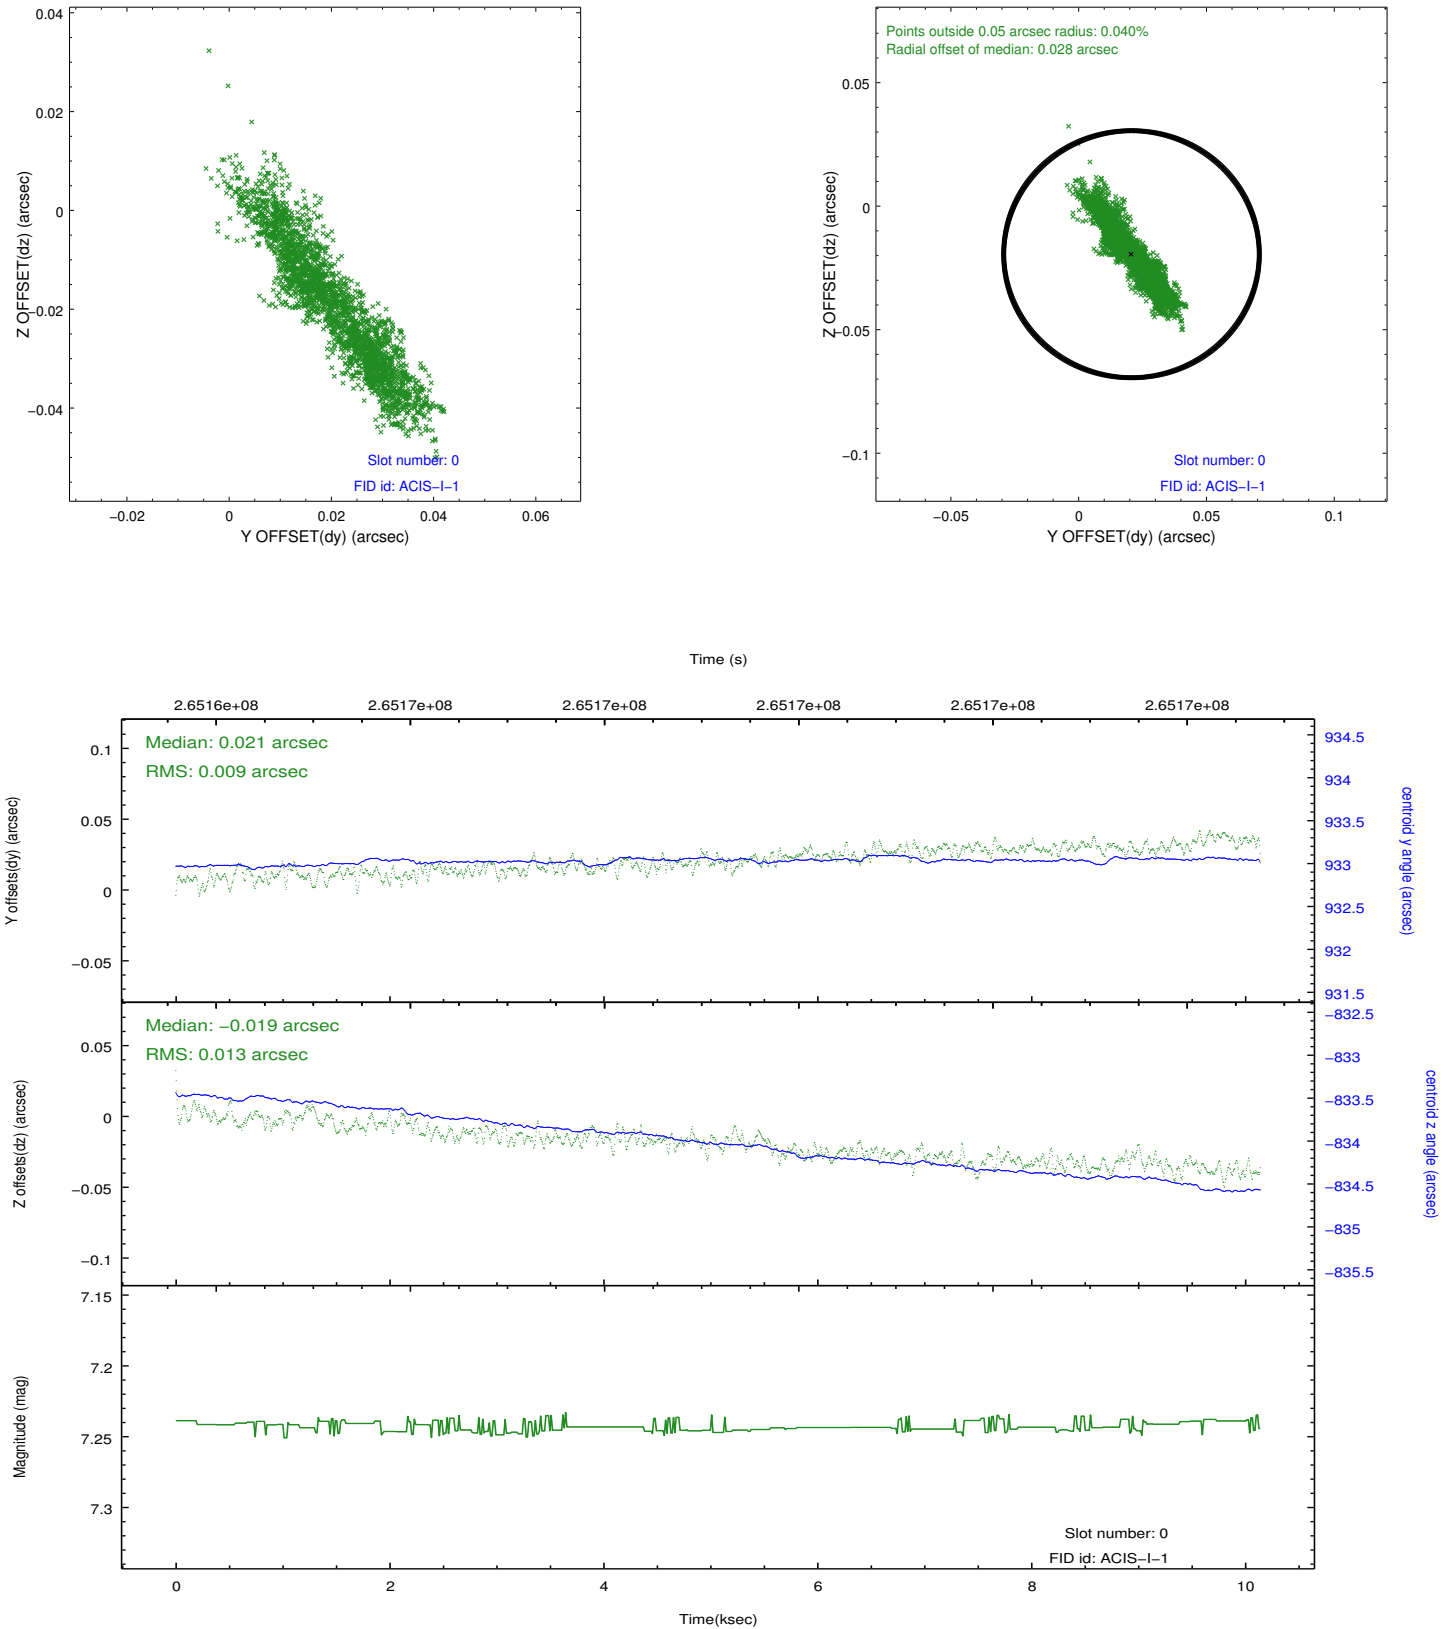 0.04
0.02
0
−0.02
−0.04
Z OFFSET(dz) (arcsec)
Slot number: 0
FID id: ACIS−I−1
−0.02 0 0.02 0.04 0.06
Y OFFSET(dy) (arcsec)
Points outside 0.05 arcsec radius: 0.040%
Radial offset of median: 0.028 arcsec
0.05
0
−0.05
−0.1
Z OFFSET(dz) (arcsec)
Slot number: 0
FID id: ACIS−I−1
−0.05 0 0.05 0.1
Y OFFSET(dy) (arcsec)
Time (s)
2.6516e+08 2.6517e+08 2.6517e+08 2.6517e+08 2.6517e+08 2.6517e+08
Median: 0.021 arcsec
RMS: 0.009 arcsec
0.1
0.05
0
−0.05
Y offsets(dy) (arcsec)
934.5
934
933.5
933
932.5
932
931.5
centroid y angle (arcsec)
Median: −0.019 arcsec
RMS: 0.013 arcsec
0.05
0
−0.05
−0.1
Z offsets(dz) (arcsec)
−832.5
−833
−833.5
−834
−834.5
−835
−835.5
centroid z angle (arcsec)
7.15
7.2
7.25
7.3
Magnitude (mag)
Slot number: 0
FID id: ACIS−I−1
0 2 4 6 8 10
Time(ksec)